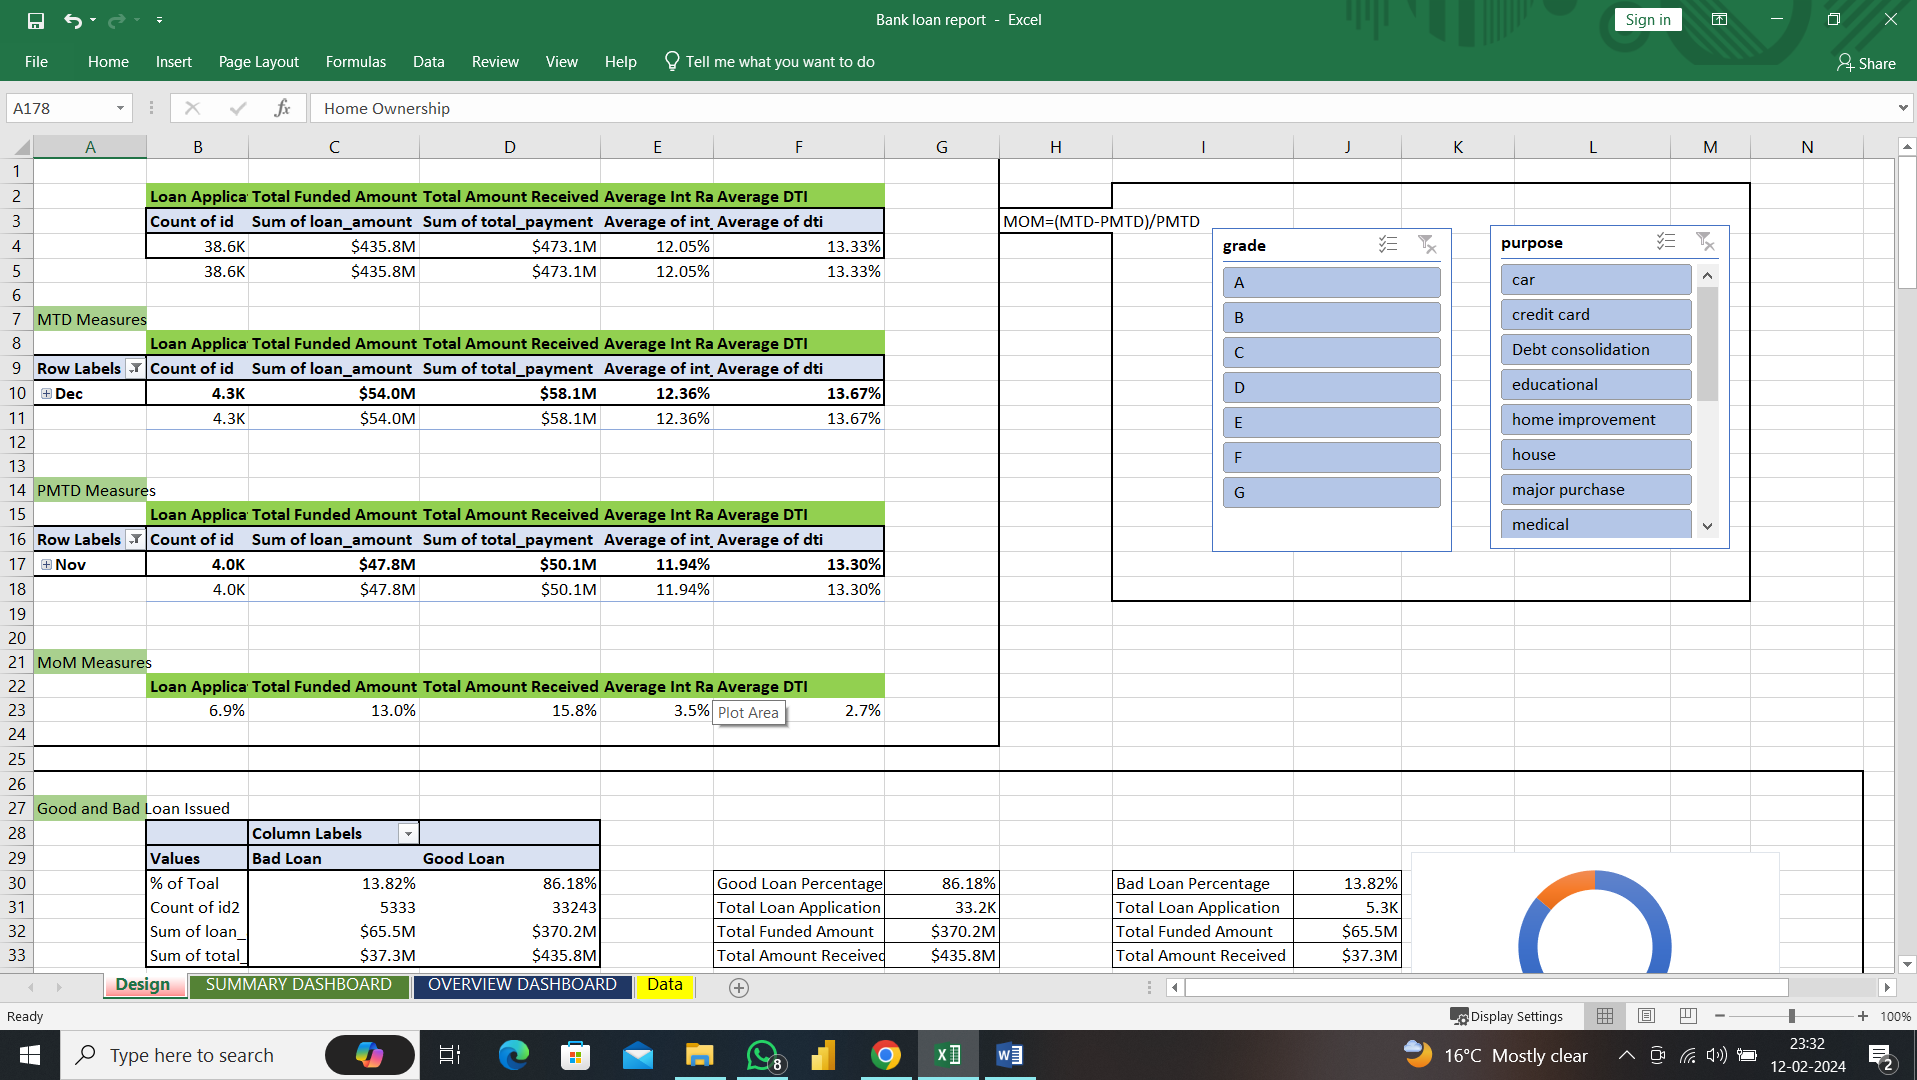 Bank loan report - Excel
Sign in
File Home Insert Page Layout Formulas Data Review View Help Tell me what you want to do Share
A178 fx Home Ownership
A B C D E F G H I J K L M N
1
2 Loan Applica Total Funded Amount Total Amount Received Average Int Ra Average DTI
3 Count of id Sum of loan_amount Sum of total_payment Average of int_ Average of dti MOM=(MTD-PMTD)/PMTD
4 38.6K $435.8M $473.1M 12.05% 13.33%
5 38.6K $435.8M $473.1M 12.05% 13.33%
6
7 MTD Measures
8 Loan Applica Total Funded Amount Total Amount Received Average Int Ra Average DTI
9 Row Labels Count of id Sum of loan_amount Sum of total_payment Average of int_ Average of dti
10 Dec 4.3K $54.0M $58.1M 12.36% 13.67%
11 4.3K $54.0M $58.1M 12.36% 13.67%
12
13
14 PMTD Measures
15 Loan Applica Total Funded Amount Total Amount Received Average Int Ra Average DTI
16 Row Labels Count of id Sum of loan_amount Sum of total_payment Average of int_ Average of dti
17 Nov 4.0K $47.8M $50.1M 11.94% 13.30%
18 4.0K $47.8M $50.1M 11.94% 13.30%
19
20
21 MoM Measures
22 Loan Applica Total Funded Amount Total Amount Received Average Int Ra Average DTI
23 6.9% 13.0% 15.8% 3.5% Plot Area 2.7%
24
25
26
27 Good and Bad Loan Issued
28 Column Labels
29 Values Bad Loan Good Loan
30 % of Toal 13.82% 86.18% Good Loan Percentage 86.18% Bad Loan Percentage 13.82%
31 Count of id2 5333 33243 Total Loan Application 33.2K Total Loan Application 5.3K
32 Sum of loan_ $65.5M $370.2M Total Funded Amount $370.2M Total Funded Amount $65.5M
33 Sum of total_ $37.3M $435.8M Total Amount Received $435.8M Total Amount Received $37.3M
grade
A
B
C
D
E
F
G
purpose
car
credit card
Debt consolidation
educational
home improvement
house
major purchase
medical
Design SUMMARY DASHBOARD OVERVIEW DASHBOARD Data
Ready Display Settings 100%
Type here to search 8 16°C Mostly clear 23:32
12-02-2024 2